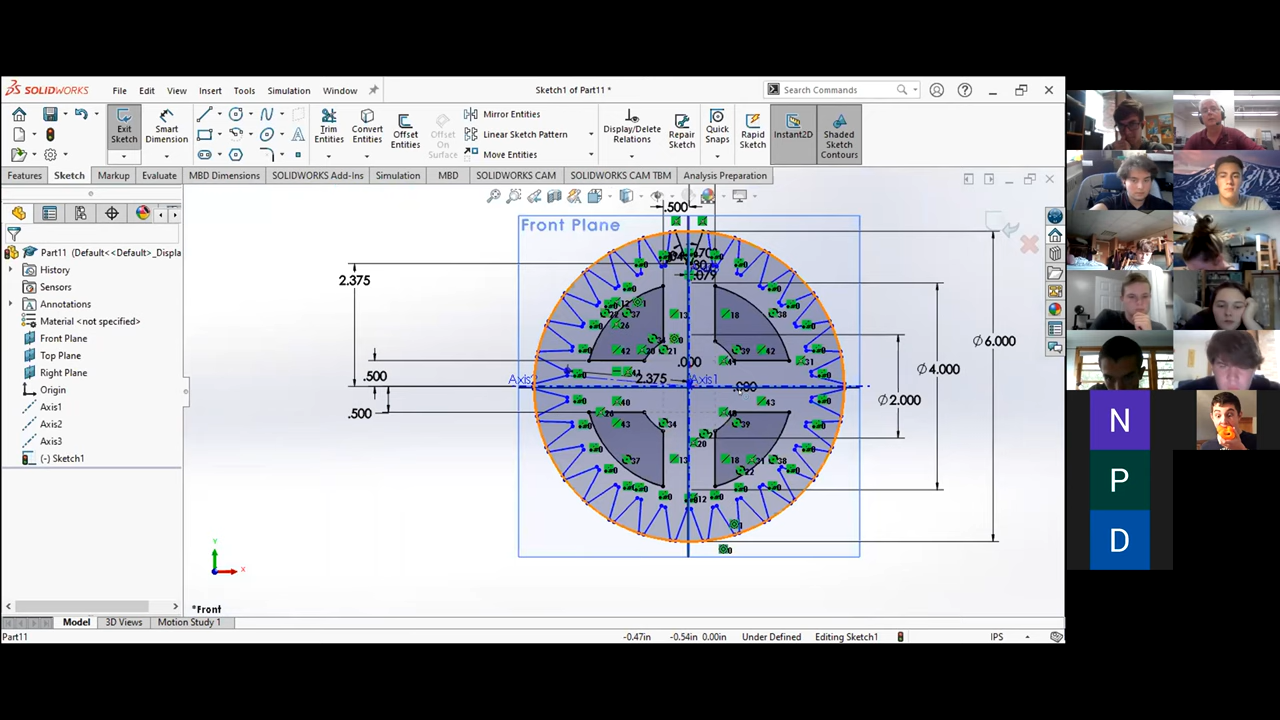 SOLIDWORKS File Edit View Insert Tools Simulation Window Sketch1 of Part11 * Search Commands
Exit Sketch
Smart Dimension
Trim Entities
Convert Entities
Offset Entities
Offset On Surface
Mirror Entities
Linear Sketch Pattern
Move Entities
Display/Delete Relations
Repair Sketch
Quick Snaps
Rapid Sketch
Instant2D
Shaded Sketch Contours
Features Sketch Markup Evaluate MBD Dimensions SOLIDWORKS Add-Ins Simulation MBD SOLIDWORKS CAM SOLIDWORKS CAM TBM Analysis Preparation
Part11 (Default<<Default>_Displa
History
Sensors
Annotations
Material <not specified>
Front Plane
Top Plane
Right Plane
Origin
Axis1
Axis2
Axis3
(-) Sketch1
Front Plane
.500
2.375
.500
.500
2.375
.000
Axis1
Ø 6.000
Ø 4.000
Ø 2.000
Y
X
*Front
Model 3D Views Motion Study 1
Part11 -0.47in -0.54in 0.00in Under Defined Editing Sketch1 IPS
N
P
D